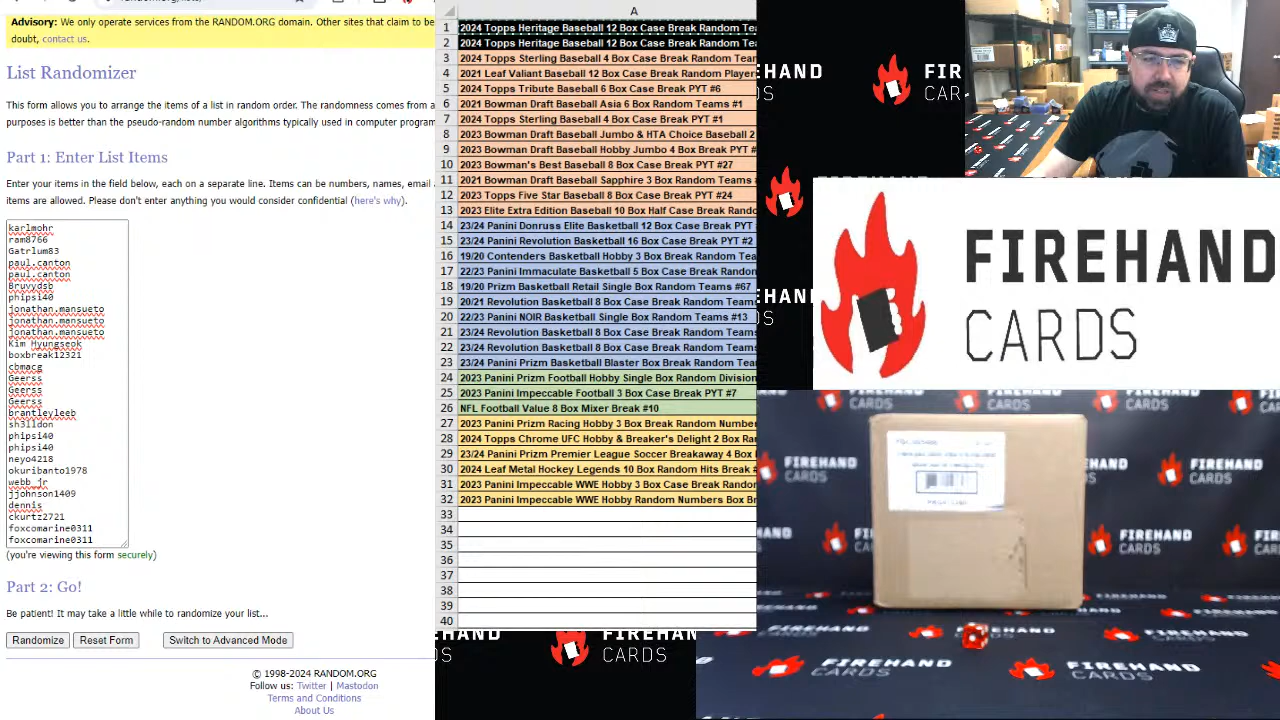 Advisory: We only operate services from the RANDOM.ORG domain. Other sites that claim to be
doubt, contact us.
List Randomizer
This form allows you to arrange the items of a list in random order. The randomness comes from a
purposes is better than the pseudo-random number algorithms typically used in computer program
Part 1: Enter List Items
Enter your items in the field below, each on a separate line. Items can be numbers, names, email
items are allowed. Please don't enter anything you would consider confidential (here's why).
karlmohr
ram8766
Gatrlum83
paul.canton
paul.canton
Bruvydsb
phipsi40
jonathan.mansueto
jonathan.mansueto
jonathan.mansueto
Kim Hyungseok
boxbreak12321
cbmacg
Geerss
Geerss
Geerss
brantleyleeb
sh3lldon
phipsi40
phipsi40
neyo4218
okuribanto1978
webb_jr
jjohnson1409
dennis
ckurtz2721
foxcomarine0311
foxcomarine0311
(you're viewing this form securely)
Part 2: Go!
Be patient! It may take a little while to randomize your list...
Randomize Reset Form Switch to Advanced Mode
© 1998-2024 RANDOM.ORG
Follow us: Twitter | Mastodon
Terms and Conditions
About Us
A
1 2024 Topps Heritage Baseball 12 Box Case Break Random Te
2 2024 Topps Heritage Baseball 12 Box Case Break Random Te
3 2024 Topps Sterling Baseball 4 Box Case Break Random Tear
4 2021 Leaf Valiant Baseball 12 Box Case Break Random Player
5 2024 Topps Tribute Baseball 6 Box Case Break PYT #6
6 2021 Bowman Draft Baseball Asia 6 Box Random Teams #1
7 2024 Topps Sterling Baseball 4 Box Case Break PYT #1
8 2023 Bowman Draft Baseball Jumbo & HTA Choice Baseball 2
9 2023 Bowman Draft Baseball Hobby Jumbo 4 Box Break PYT #
10 2023 Bowman's Best Baseball 8 Box Case Break PYT #27
11 2021 Bowman Draft Baseball Sapphire 3 Box Random Teams
12 2023 Topps Five Star Baseball 8 Box Case Break PYT #24
13 2023 Elite Extra Edition Baseball 10 Box Half Case Break Rando
14 23/24 Panini Donruss Elite Basketball 12 Box Case Break PYT
15 23/24 Panini Revolution Basketball 16 Box Case Break PYT #2
16 19/20 Contenders Basketball Hobby 3 Box Break Random Te
17 22/23 Panini Immaculate Basketball 5 Box Case Break Random
18 19/20 Prizm Basketball Retail Single Box Random Teams #67
19 20/21 Revolution Basketball 8 Box Case Break Random Teams
20 22/23 Panini NOIR Basketball Single Box Random Teams #13
21 23/24 Revolution Basketball 8 Box Case Break Random Teams
22 23/24 Revolution Basketball 8 Box Case Break Random Teams
23 23/24 Panini Prizm Basketball Blaster Box Break Random Tea
24 2023 Panini Prizm Football Hobby Single Box Random Division
25 2023 Panini Impeccable Football 3 Box Case Break PYT #7
26 NFL Football Value 8 Box Mixer Break #10
27 2023 Panini Prizm Racing Hobby 3 Box Break Random Number
28 2024 Topps Chrome UFC Hobby & Breaker's Delight 2 Box Rar
29 23/24 Panini Prizm Premier League Soccer Breakaway 4 Box
30 2024 Leaf Metal Hockey Legends 10 Box Random Hits Break #
31 2023 Panini Impeccable WWE Hobby 3 Box Case Break Rando
32 2023 Panini Impeccable WWE Hobby Random Numbers Box Br
33
34
35
36
37
38
39
40
FIREHAND
CARDS
FIREHAND
CARDS
FIREHAND
CARDS
FIREHAND
CARDS
FIREHAND
CARDS